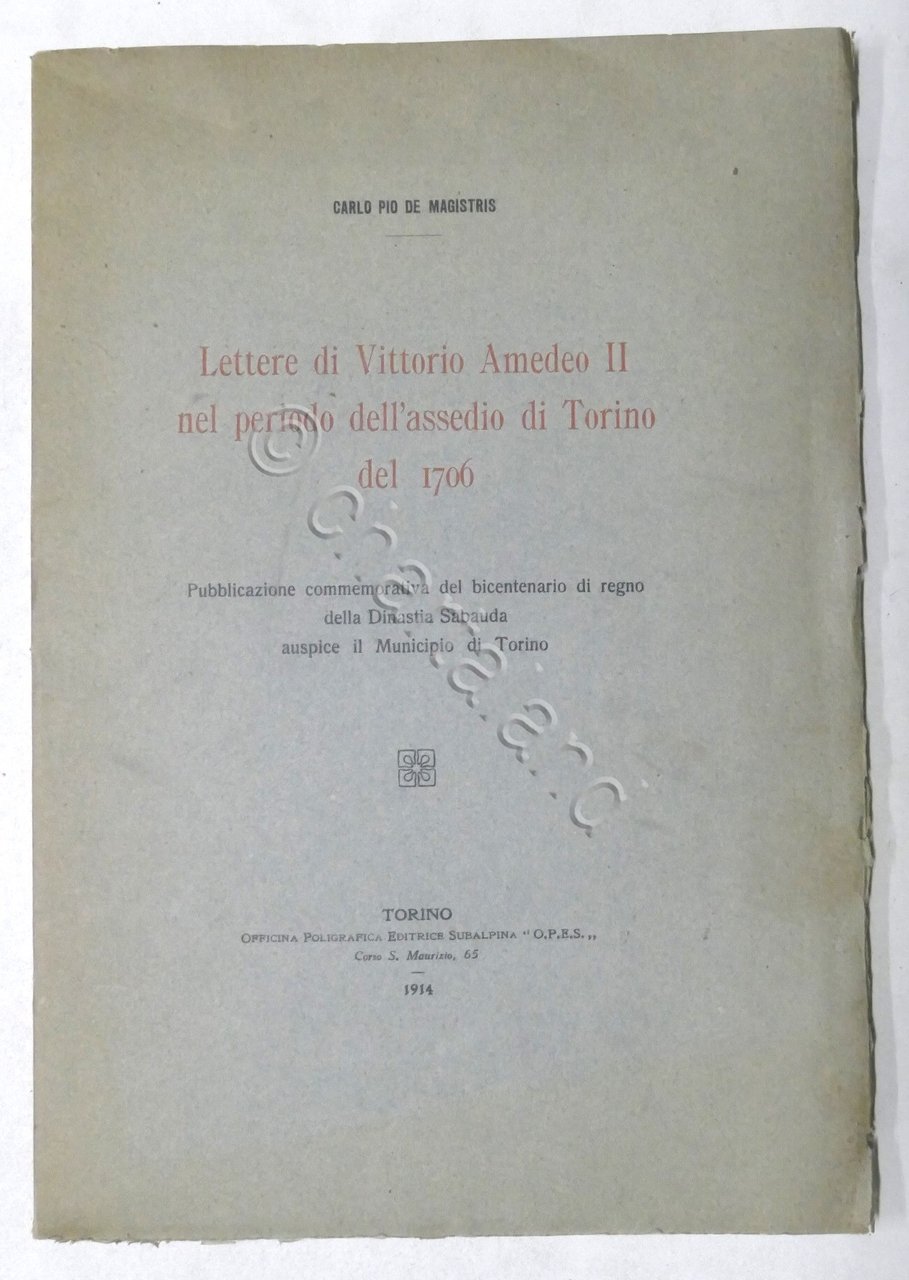 CARLO PIO DE MAGISTRIS
Lettere di Vittorio Amedeo II
nel periodo dell'assedio di Torino
del 1706
Pubblicazione commemorativa del bicentenario di regno
della Dinastia Sabauda
auspice il Municipio di Torino
TORINO
OFFICINA POLIGRAFICA EDITRICE SUBALPINA “O.P.E.S.„
Corso S. Maurizio, 65
1914